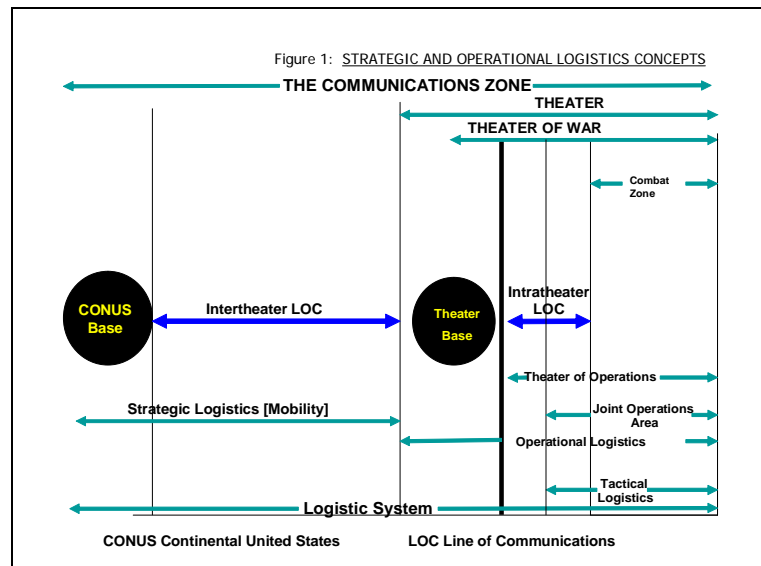 Figure 1: STRATEGIC AND OPERATIONAL LOGISTICS CONCEPTS
THE COMMUNICATIONS ZONE
THEATER
THEATER OF WAR
Combat
Zone
CONUS
Base
Intertheater LOC
Theater
Base
Intratheater
LOC
Theater of Operations
Strategic Logistics [Mobility]
Joint Operations
Area
Operational Logistics
Tactical
Logistics
Logistic System
CONUS Continental United States
LOC Line of Communications